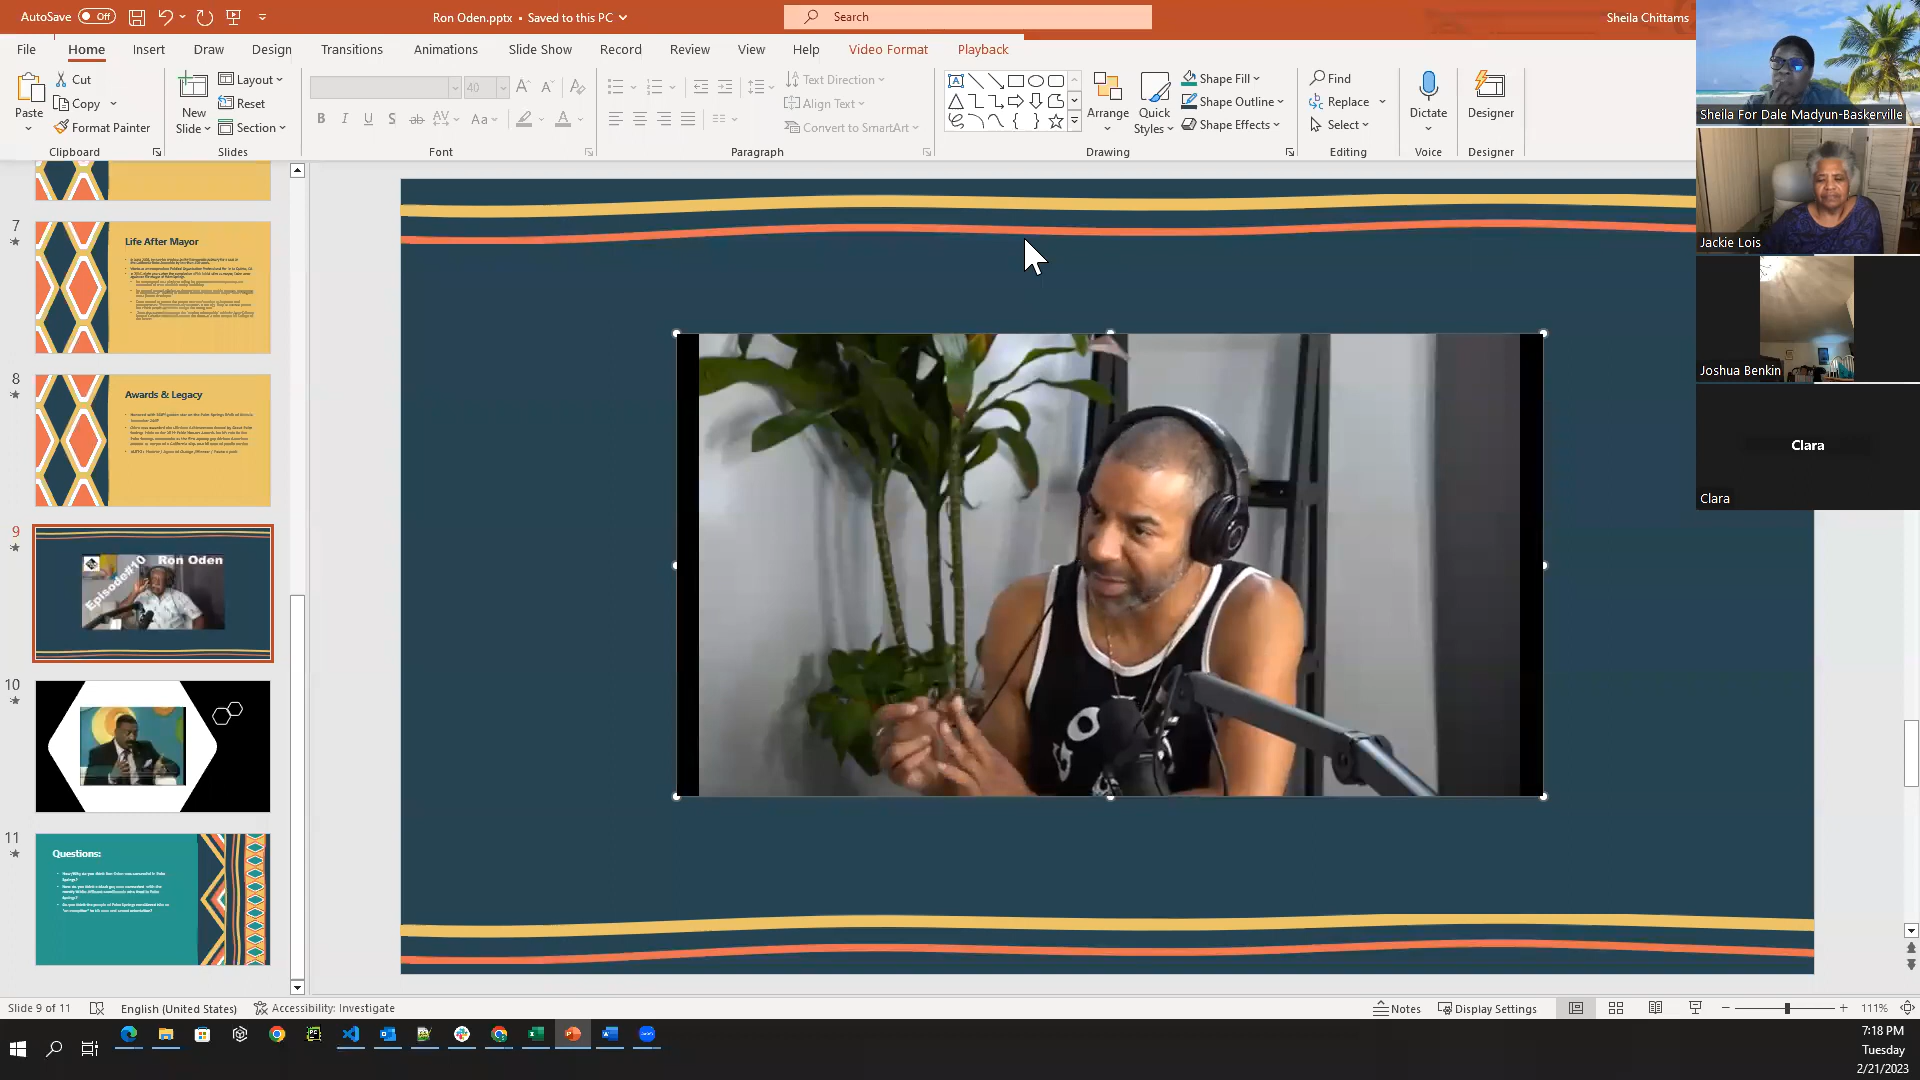 AutoSave Off
Ron.Oden.pptx • Saved to this PC
Search
Sheila Chittams
File Home Insert Draw Design Transitions Animations Slide Show Record Review View Help Video Format Playback
Paste
Cut
Copy
Format Painter
Clipboard
New Slide
Layout
Reset
Section
Slides
40
Font
Text Direction
Align Text
Convert to SmartArt
Paragraph
Arrange
Quick Styles
Shape Fill
Shape Outline
Shape Effects
Drawing
Find
Replace
Select
Editing
Dictate
Voice
Designer
Designer
Sheila For Dale Madyun-Baskerville
Jackie Lois
Joshua Benkin
Clara
Clara
7
Life After Mayor
8
Awards & Legacy
9
Episode#10
Ron Oden
10
11
Questions:
Slide 9 of 11
English (United States)
Accessibility: Investigate
Notes
Display Settings
111%
7:18 PM
Tuesday
2/21/2023